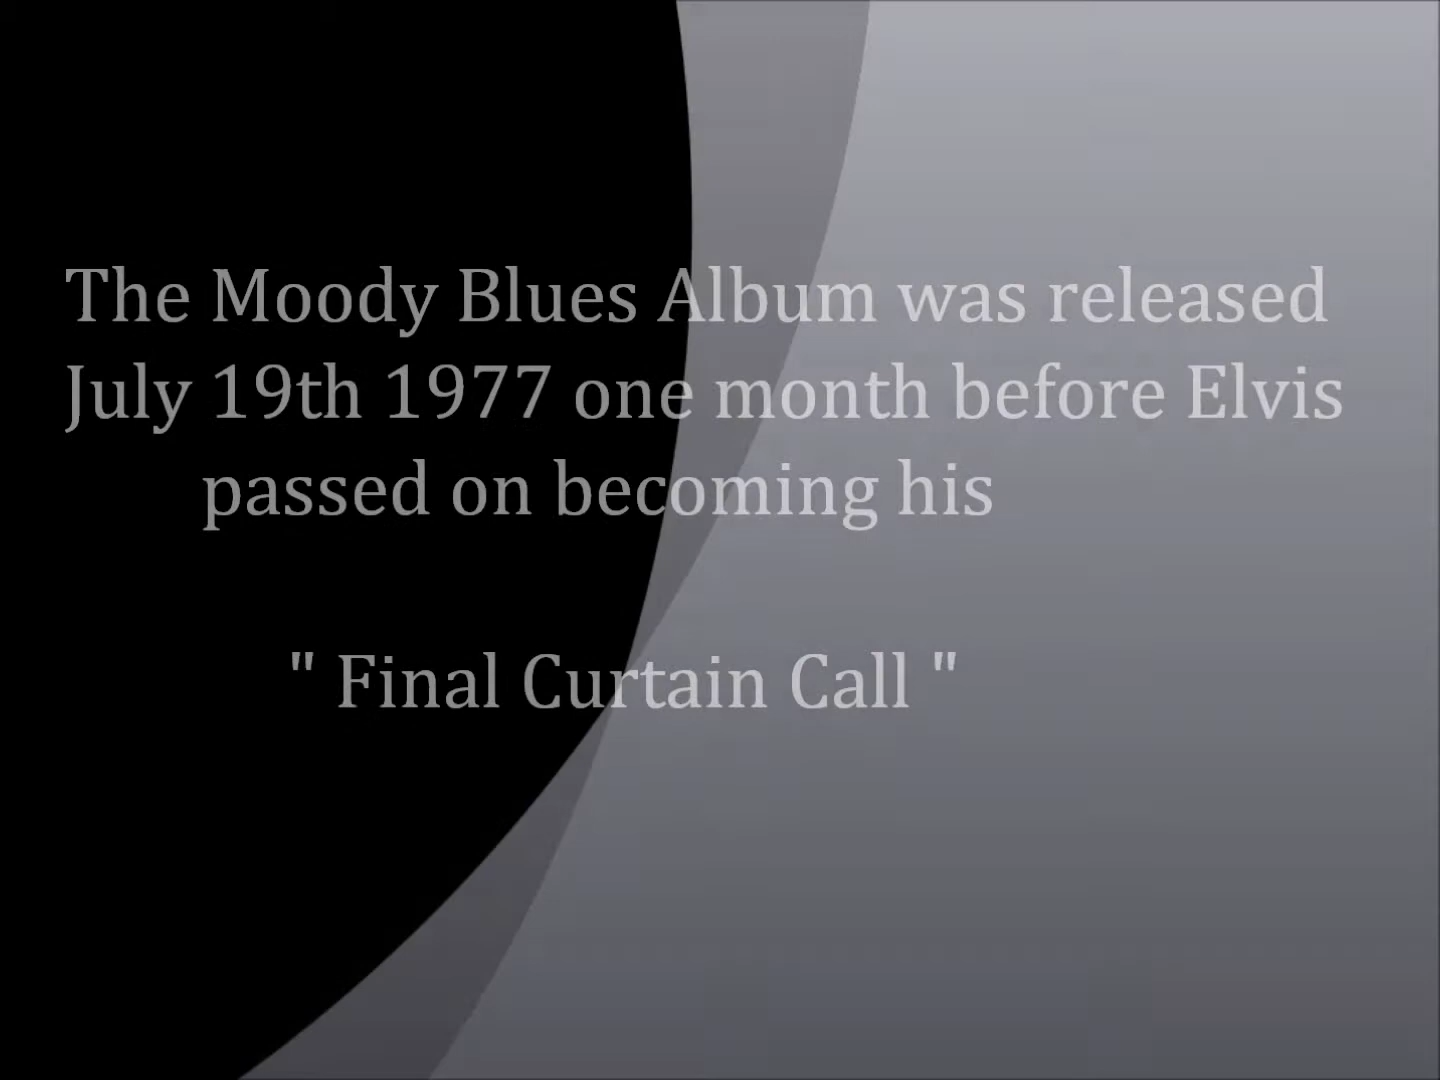 The Moody Blues Album was released
July 19th 1977 one month before Elvis
passed on becoming his
" Final Curtain Call "